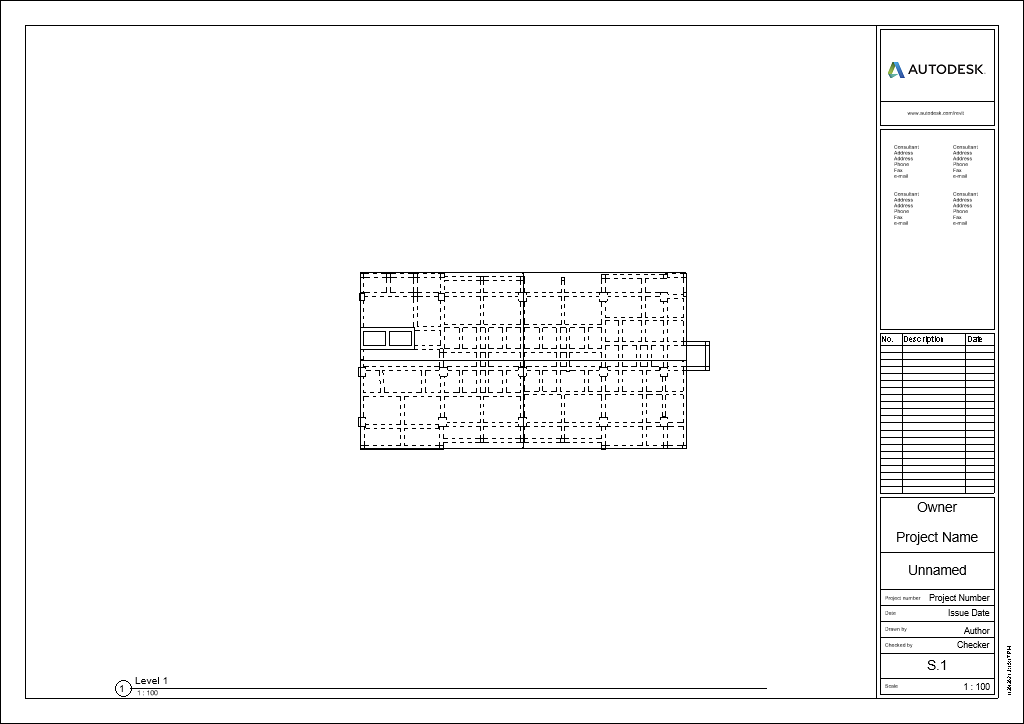 AUTODESK
www.autodesk.com/revit
Consultant
Address
Address
Phone
Fax
e-mail
Consultant
Address
Address
Phone
Fax
e-mail
Consultant
Address
Address
Phone
Fax
e-mail
Consultant
Address
Address
Phone
Fax
e-mail
No. Description Date
Owner
Project Name
Unnamed
Project number Project Number
Date Issue Date
Drawn by Author
Checked by Checker
S.1
Scale 1 : 100
1 Level 1
1 : 100